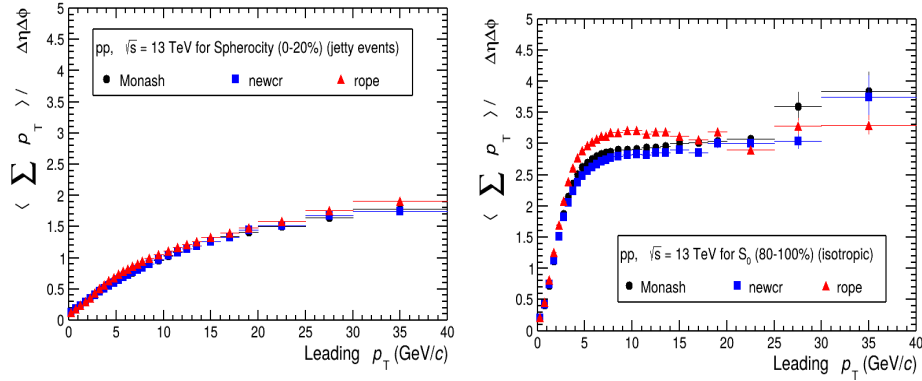 ⟨ ∑ p_T ⟩ / ΔηΔφ
5
4.5
4
3.5
3
2.5
2
1.5
1
0.5
0
pp, √s = 13 TeV for Spherocity (0-20%) (jetty events)
Monash newcr rope
0 5 10 15 20 25 30 35 40
Leading p_T (GeV/c)
⟨ ∑ p_T ⟩ / ΔηΔφ
5
4.5
4
3.5
3
2.5
2
1.5
1
0.5
0
pp, √s = 13 TeV for S_0 (80-100%) (isotropic)
Monash newcr rope
0 5 10 15 20 25 30 35 40
Leading p_T (GeV/c)